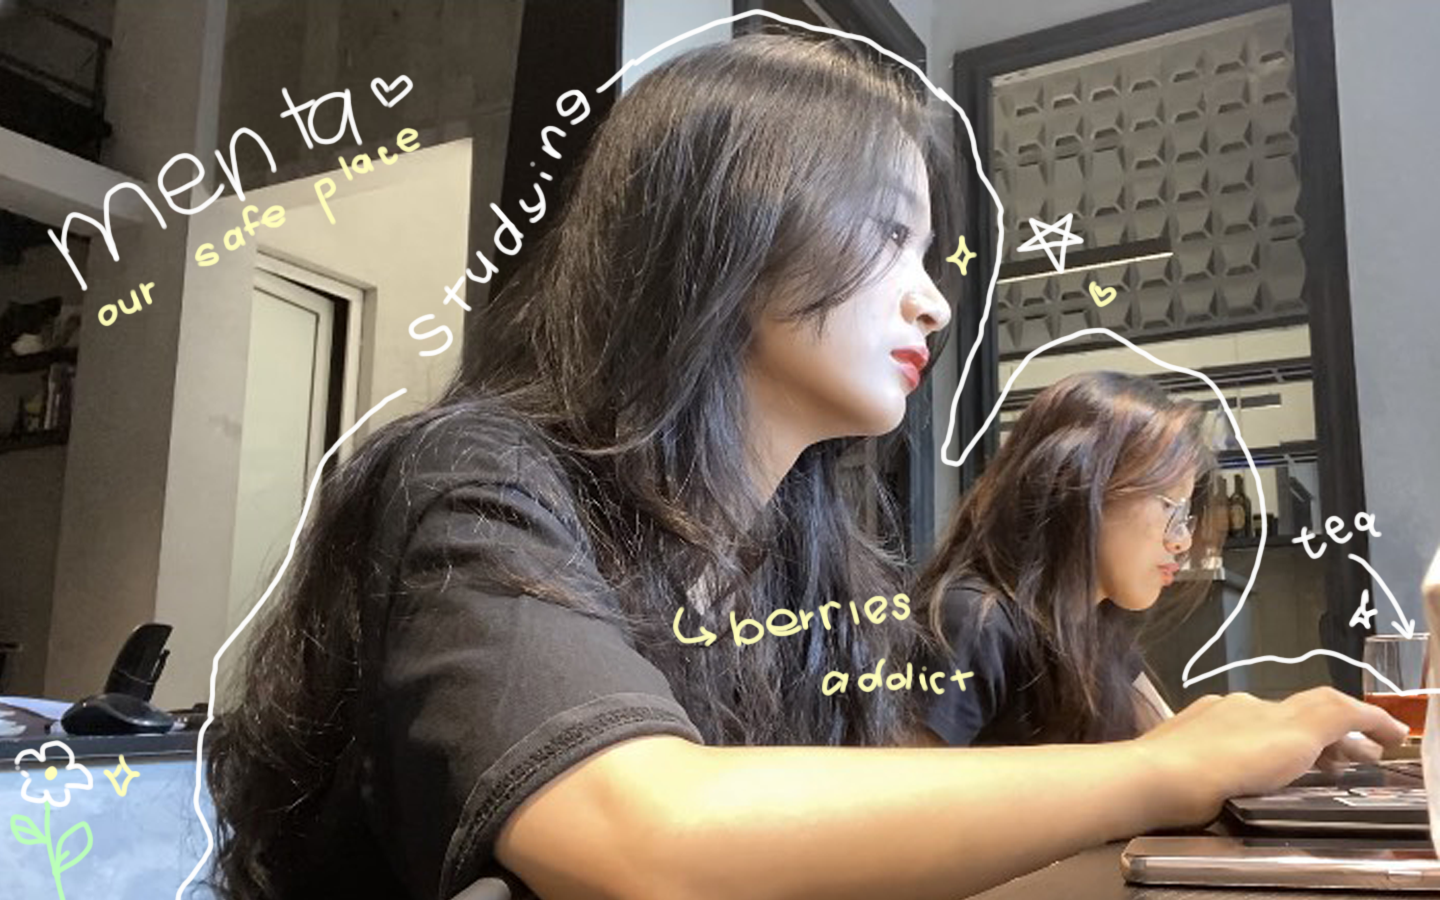 menta
our safe place
studying
tea
berries
addict